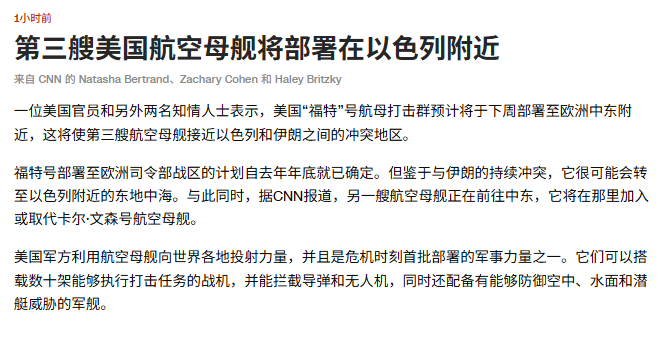 1小时前
第三艘美国航空母舰将部署在以色列附近
来自 CNN 的 Natasha Bertrand、Zachary Cohen 和 Haley Britzky
一位美国官员和另外两名知情人士表示，美国“福特”号航母打击群预计将于下周部署至欧洲中东附
近，这将使第三艘航空母舰接近以色列和伊朗之间的冲突地区。
福特号部署至欧洲司令部战区的计划自去年年底就已确定。但鉴于与伊朗的持续冲突，它很可能会转
至以色列附近的东地中海。与此同时，据CNN报道，另一艘航空母舰正在前往中东，它将在那里加入
或取代卡尔·文森号航空母舰。
美国军方利用航空母舰向世界各地投射力量，并且是危机时刻首批部署的军事力量之一。它们可以搭
载数十架能够执行打击任务的战机，并能拦截导弹和无人机，同时还配备有能够防御空中、水面和潜
艇威胁的军舰。